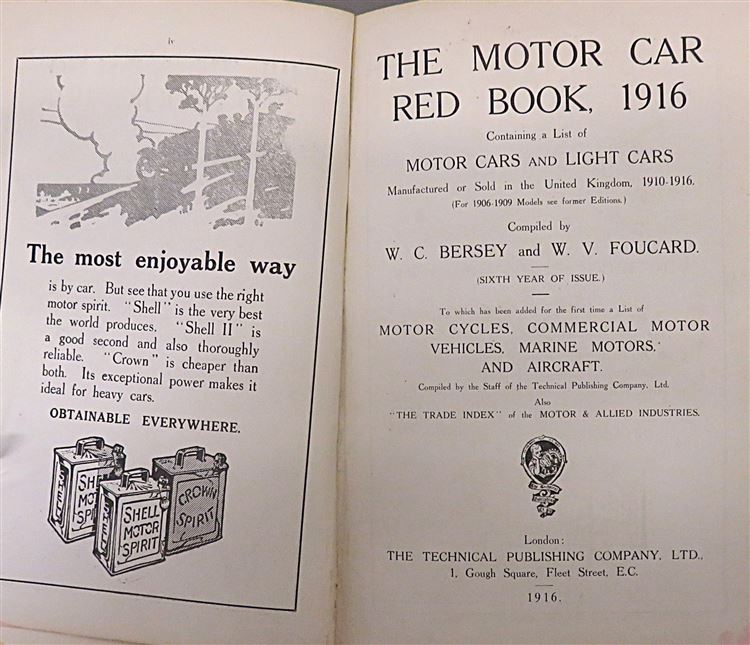 iv
The most enjoyable way
is by car. But see that you use the right
motor spirit. "Shell" is the very best
the world produces. "Shell II" is
a good second and also thoroughly
reliable. "Crown" is cheaper than
both. Its exceptional power makes it
ideal for heavy cars.
OBTAINABLE EVERYWHERE.
SHELL
SHELL
MOTOR
SPIRIT
SHELL
MOTOR
SPIRIT
CROWN
SPIRIT
THE MOTOR CAR
RED BOOK, 1916
Containing a List of
MOTOR CARS AND LIGHT CARS
Manufactured or Sold in the United Kingdom, 1910-1916.
(For 1906-1909 Models see former Editions.)
Compiled by
W. C. BERSEY and W. V. FOUCARD.
(SIXTH YEAR OF ISSUE.)
To which has been added for the first time a List of
MOTOR CYCLES, COMMERCIAL MOTOR
VEHICLES, MARINE MOTORS,
AND AIRCRAFT.
Compiled by the Staff of the Technical Publishing Company, Ltd.
Also
"THE TRADE INDEX" of the MOTOR & ALLIED INDUSTRIES.
London:
THE TECHNICAL PUBLISHING COMPANY, LTD.,
1, Gough Square, Fleet Street, E.C.
1916.